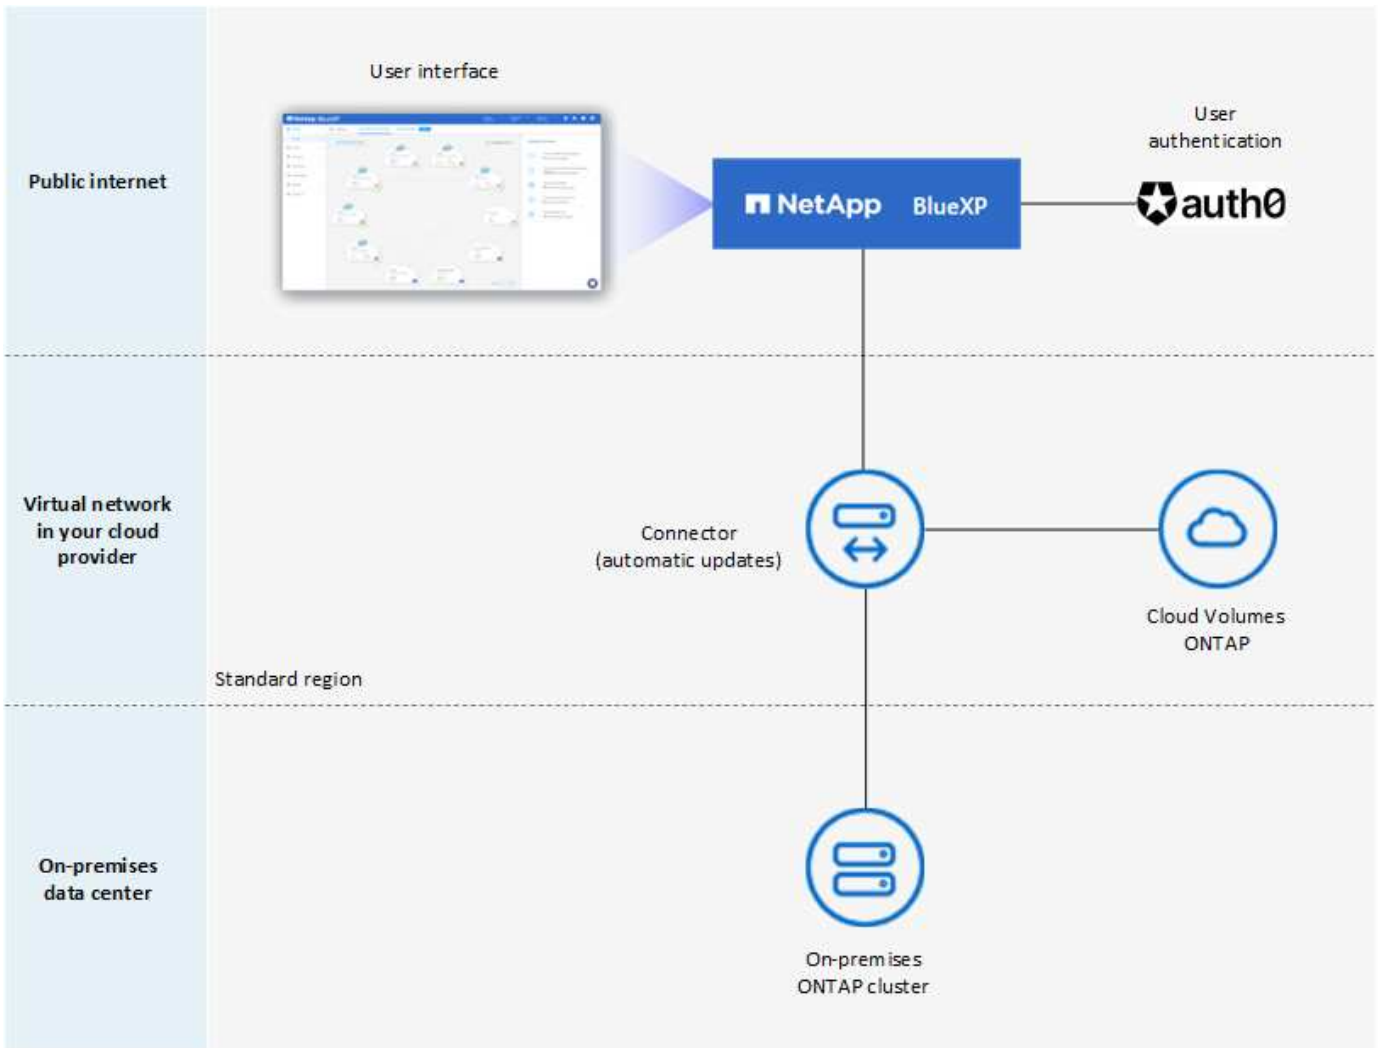 User interface
User
authentication
Public internet
NetApp BlueXP
auth0
Virtual network
in your cloud
provider
Connector
(automatic updates)
Cloud Volumes
ONTAP
Standard region
On-premises
data center
On-premises
ONTAP cluster